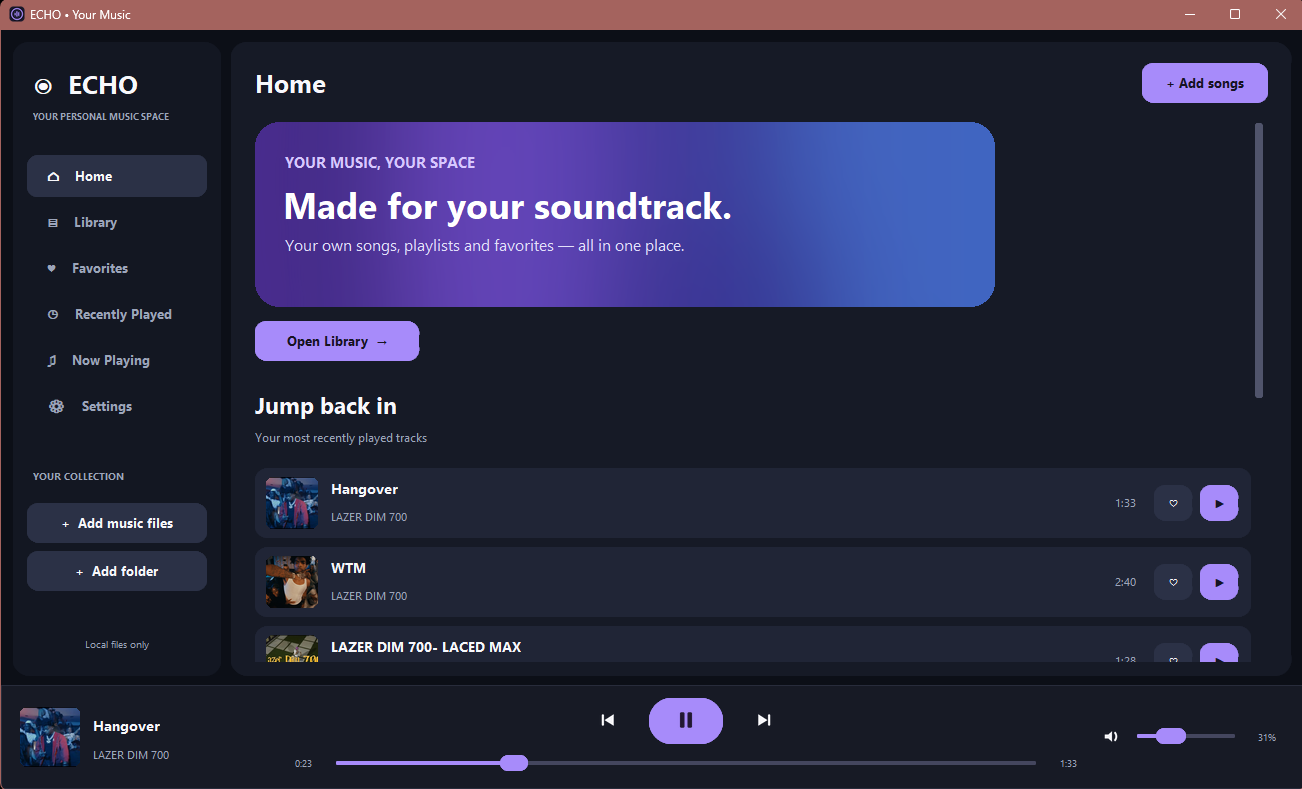 ECHO • Your Music
ECHO
YOUR PERSONAL MUSIC SPACE
Home
Library
Favorites
Recently Played
Now Playing
Settings
YOUR COLLECTION
+ Add music files
+ Add folder
Local files only
Home
+ Add songs
YOUR MUSIC, YOUR SPACE
Made for your soundtrack.
Your own songs, playlists and favorites — all in one place.
Open Library →
Jump back in
Your most recently played tracks
Hangover
LAZER DIM 700
1:33
WTM
LAZER DIM 700
2:40
LAZER DIM 700- LACED MAX
1:28
Hangover
LAZER DIM 700
0:23
1:33
31%